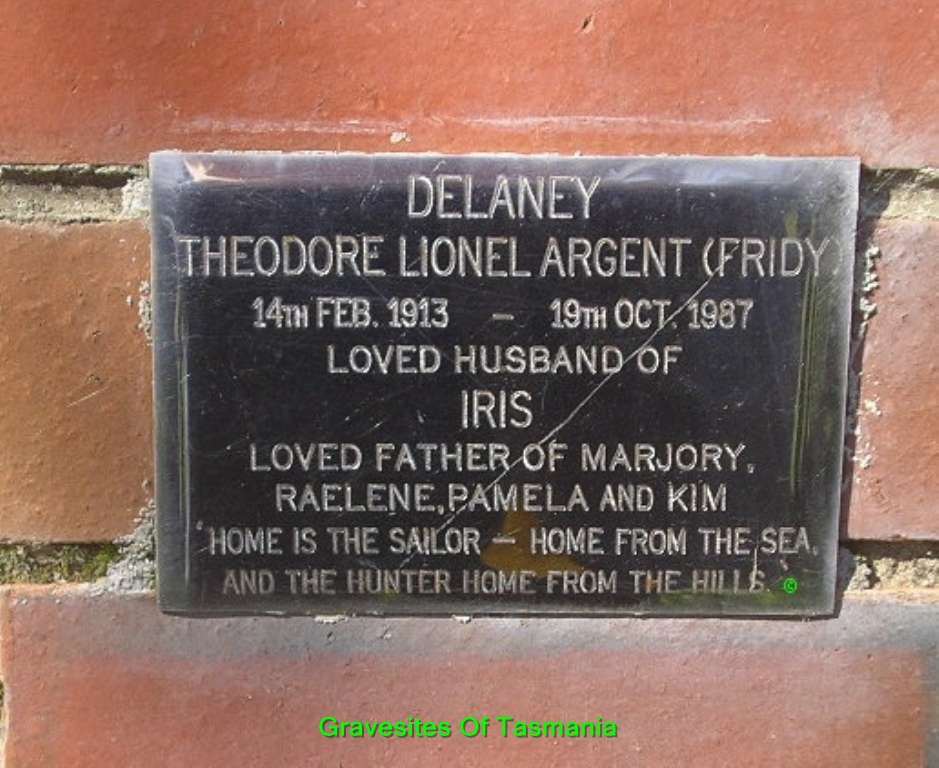 DELANEY
THEODORE LIONEL ARGENT (FRIDY)
14TH FEB. 1913 – 19TH OCT. 1987
LOVED HUSBAND OF
IRIS
LOVED FATHER OF MARJORY,
RAELENE, PAMELA AND KIM
"HOME IS THE SAILOR – HOME FROM THE SEA,
AND THE HUNTER HOME FROM THE HILLS. ©
Gravesites Of Tasmania